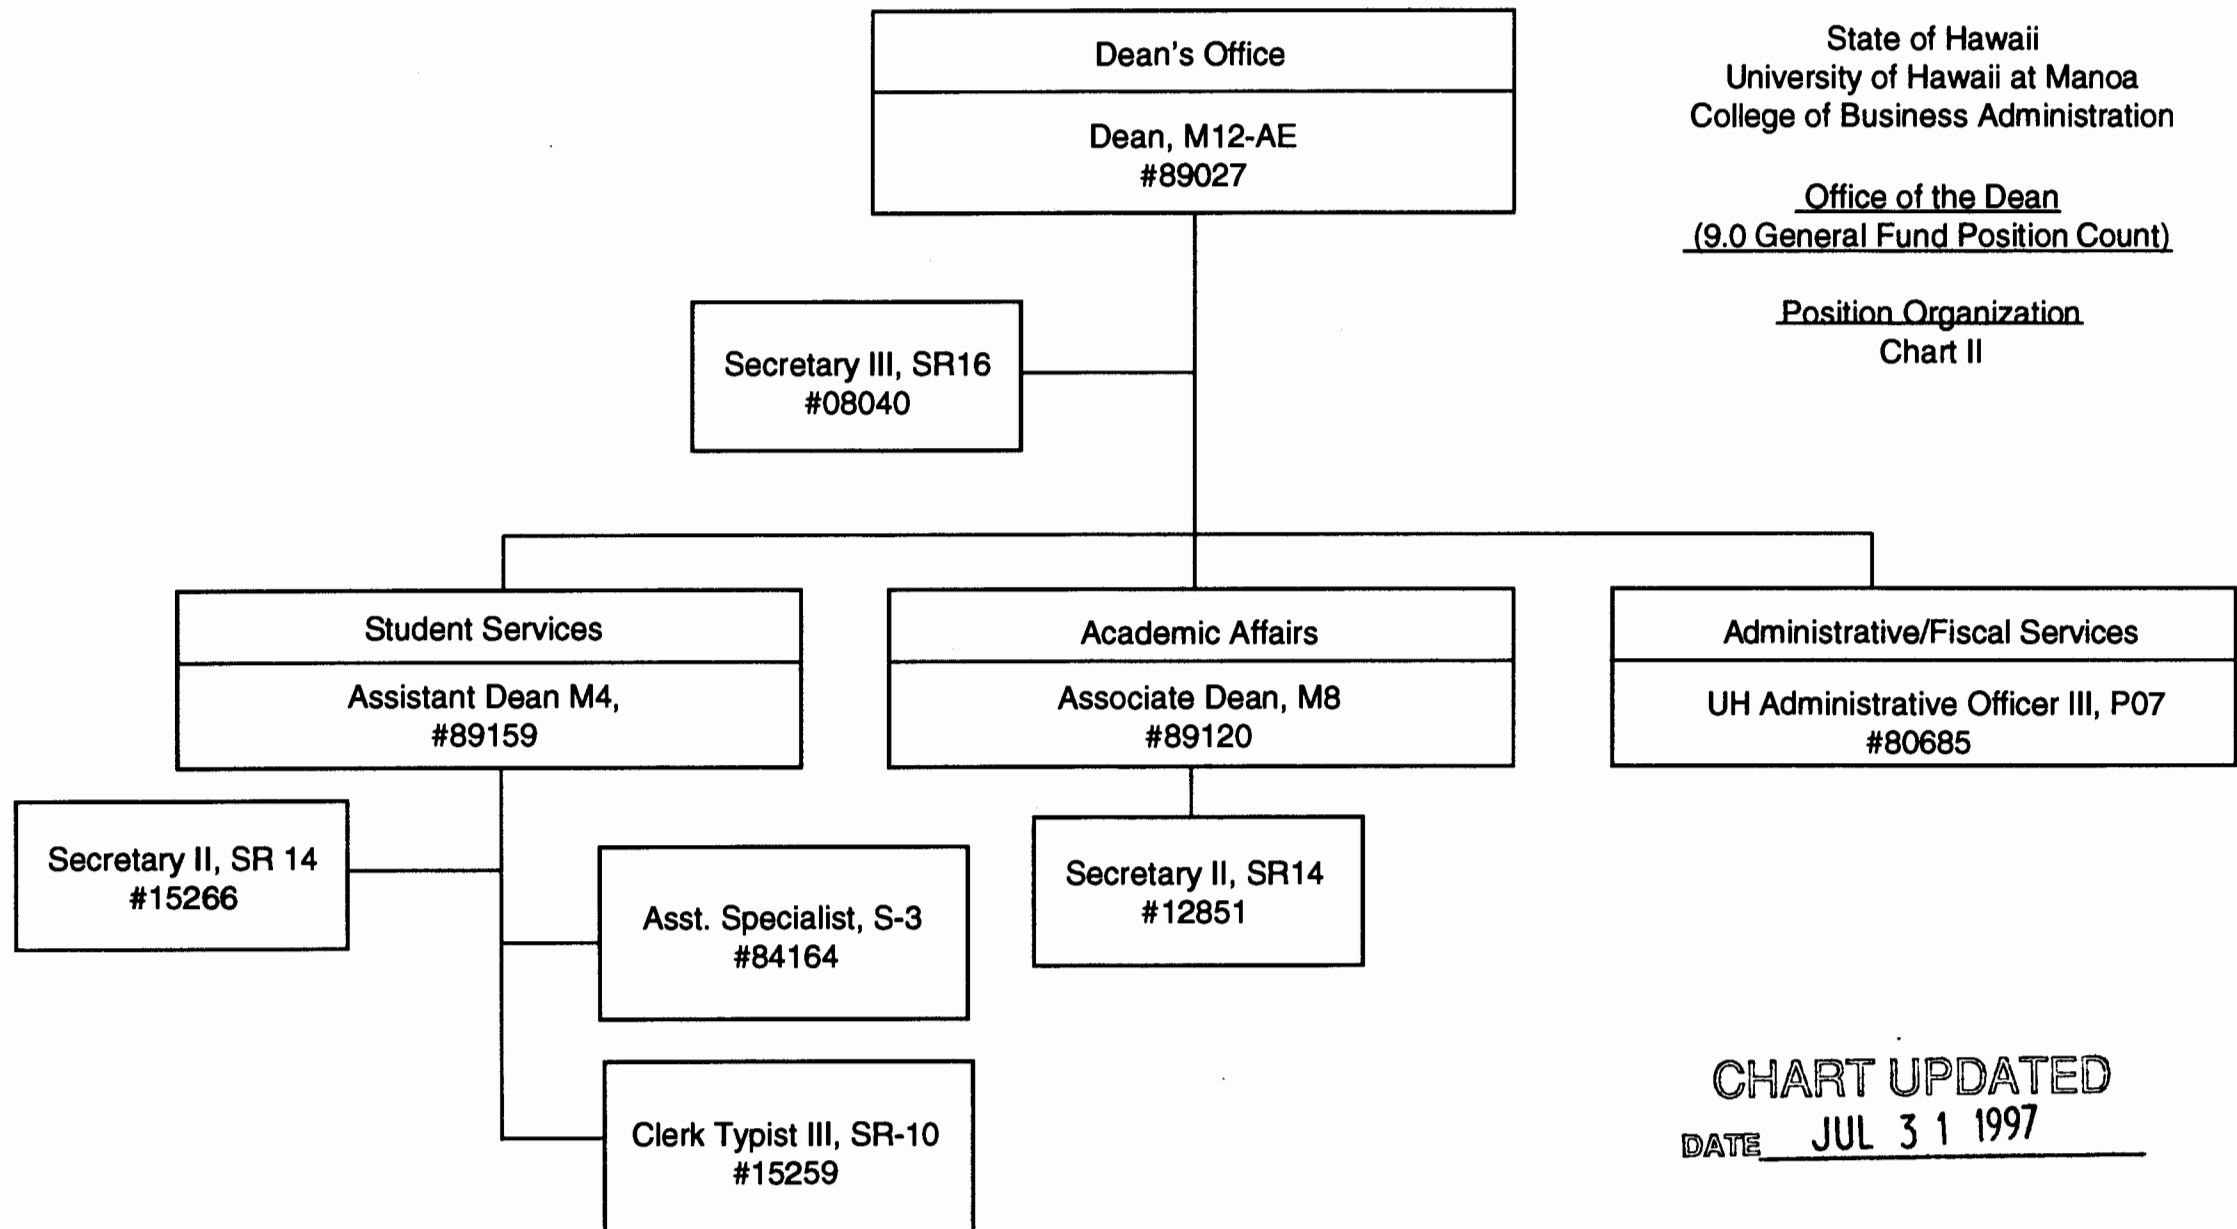 Dean's Office
Dean, M12-AE
#89027
State of Hawaii
University of Hawaii at Manoa
College of Business Administration
Office of the Dean
(9.0 General Fund Position Count)
Position Organization
Chart II
Secretary III, SR16
#08040
Student Services
Assistant Dean M4,
#89159
Academic Affairs
Associate Dean, M8
#89120
Administrative/Fiscal Services
UH Administrative Officer III, P07
#80685
Secretary II, SR 14
#15266
Asst. Specialist, S-3
#84164
Clerk Typist III, SR-10
#15259
Secretary II, SR14
#12851
CHART UPDATED
DATE JUL 31 1997